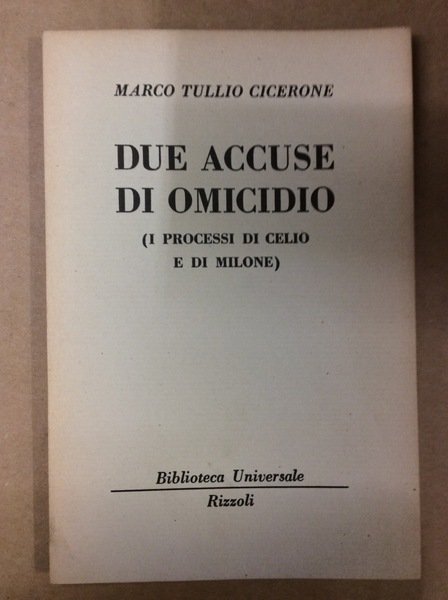 MARCO TULLIO CICERONE
DUE ACCUSE
DI OMICIDIO
(I PROCESSI DI CELIO
E DI MILONE)
Biblioteca Universale
Rizzoli